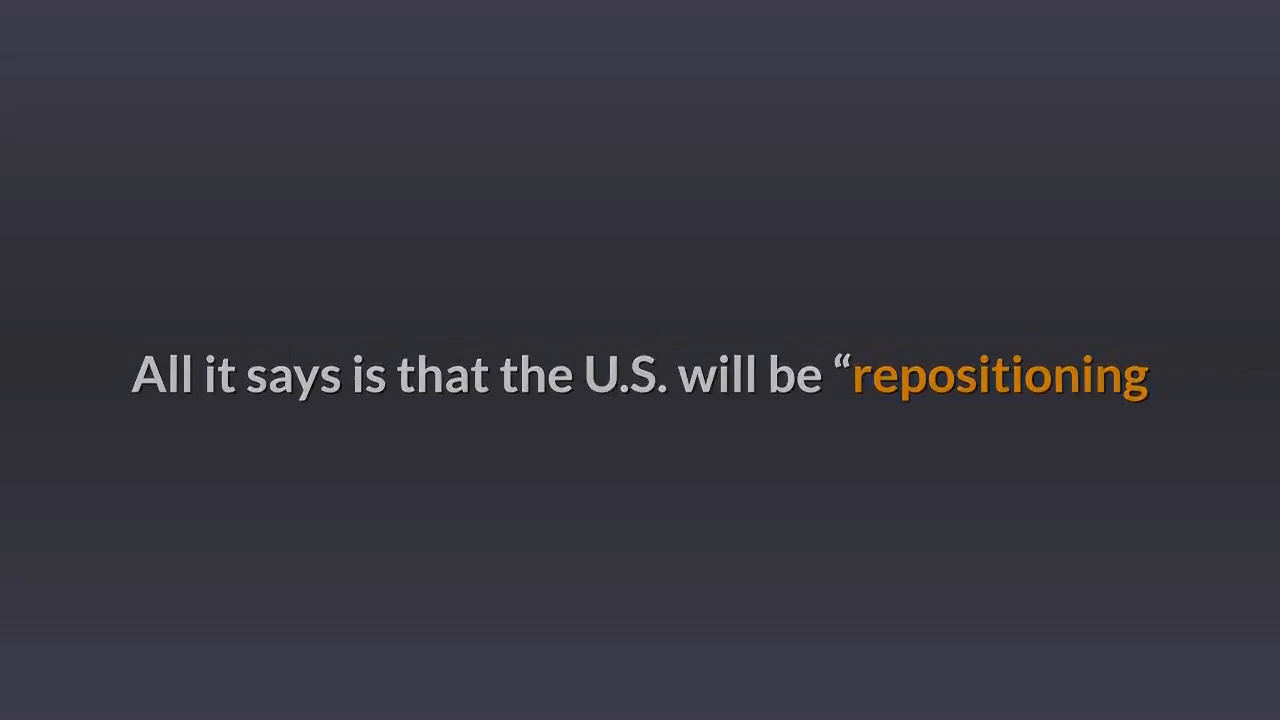 All it says is that the U.S. will be “repositioning